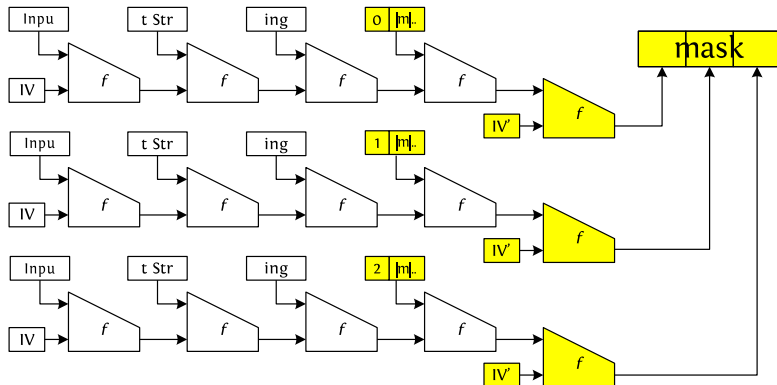 Inpu t Str ing 0 |m|.. mask
f f f f
IV f
IV'
Inpu t Str ing 1 |m|..
f f f f
IV f
IV'
Inpu t Str ing 2 |m|..
f f f f
IV f
IV'